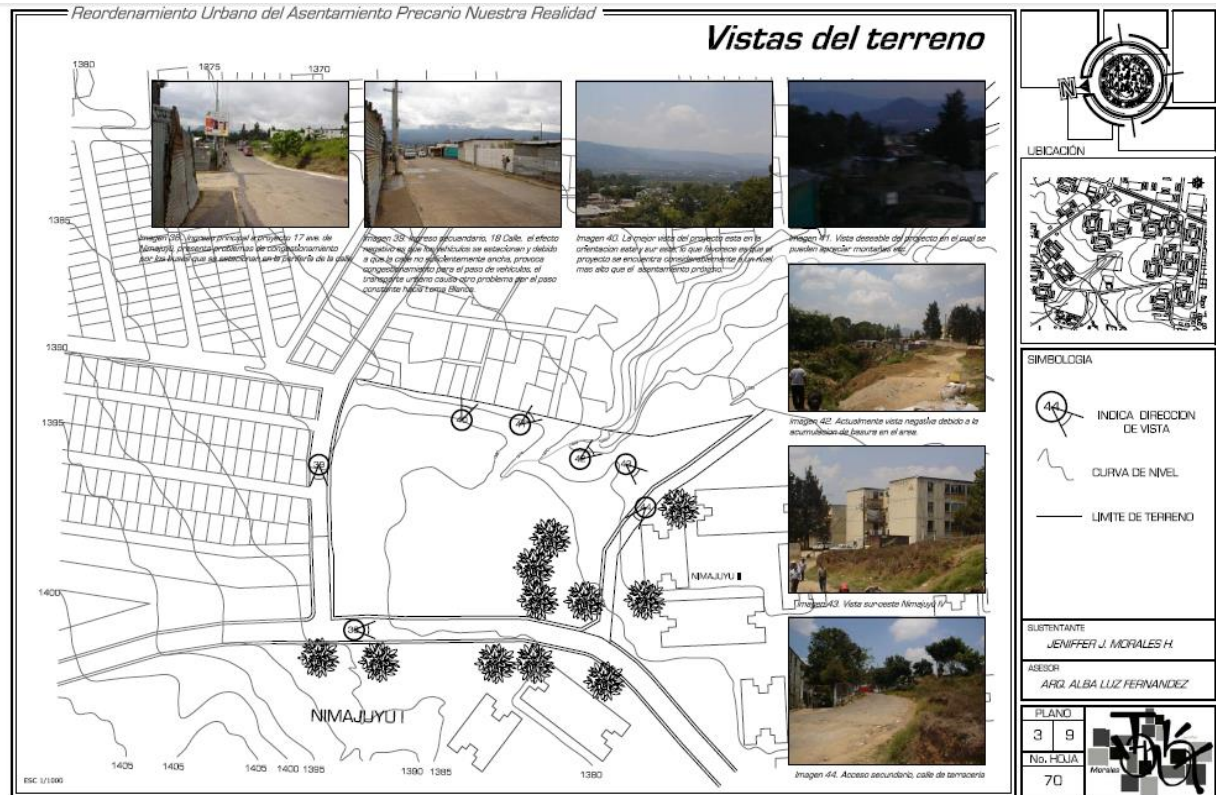 Reordenamiento Urbano del Asentamiento Precario Nuestra Realidad
Vistas del terreno
1380
1375
1370
1385
1390
1395
1400
Imagen 38. Ingreso principal a proyecto 17 ave. de
Nimajuyú, presenta problemas de congestionamiento
por los buses que se estacionan en la periferia de la calle
Imagen 39. Ingreso secuandario, 18 Calle, el efecto
negativo es que los vehículos se estacionan y debido
a que la calle no suficientemente ancha, provoca
congestionamiento para el paso de vehículos, el
transporte urbano causa otro problema por el paso
constante hacia Loma Blanca.
Imagen 40. La mejor vista del proyecto esta en la
orientación este y sur este, lo que favorece es que el
proyecto se encuentra considerablemente a un nivel
mas alto que el asentamiento próximo.
Imagen 41. Vista deseable del proyecto en el cual se
pueden apreciar montañas etc.
Imagen 42. Actualmente vista negativa debido a la
acumulacion de basura en el area.
Imagen 43. Vista sur-oeste Nimajuyú IV
Imagen 44. Acceso secundario, calle de terraceria
39
38
NIMAJUYU II
NIMAJUYU I
1405
1405
1405
1400
1395
1390
1385
1380
ESC 1/1000
N
UBICACIÓN
SIMBOLOGIA
44
INDICA DIRECCION
DE VISTA
CURVA DE NIVEL
LIMITE DE TERRENO
SUSTENTANTE
JENIFFER J. MORALES H.
ASESOR
ARQ. ALBA LUZ FERNANDEZ
PLANO
3 9
No. HOJA
70
Morales